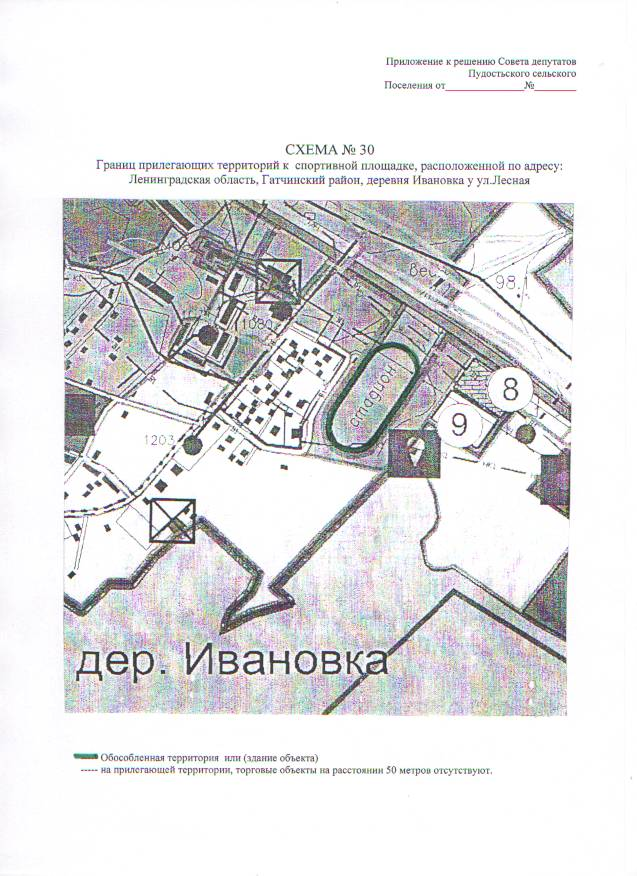 Приложение к решению Совета депутатов
Пудостьского сельского
Поселения от_______________№________
СХЕМА № 30
Границ прилегающих территорий к спортивной площадке, расположенной по адресу:
Ленинградская область, Гатчинский район, деревня Ивановка у ул.Лесная
вес
98.1
1080
стадион
8
9
1203
дер. Ивановка
Обособленная территория или (здание объекта)
----- на прилегающей территории, торговые объекты на расстоянии 50 метров отсутствуют.